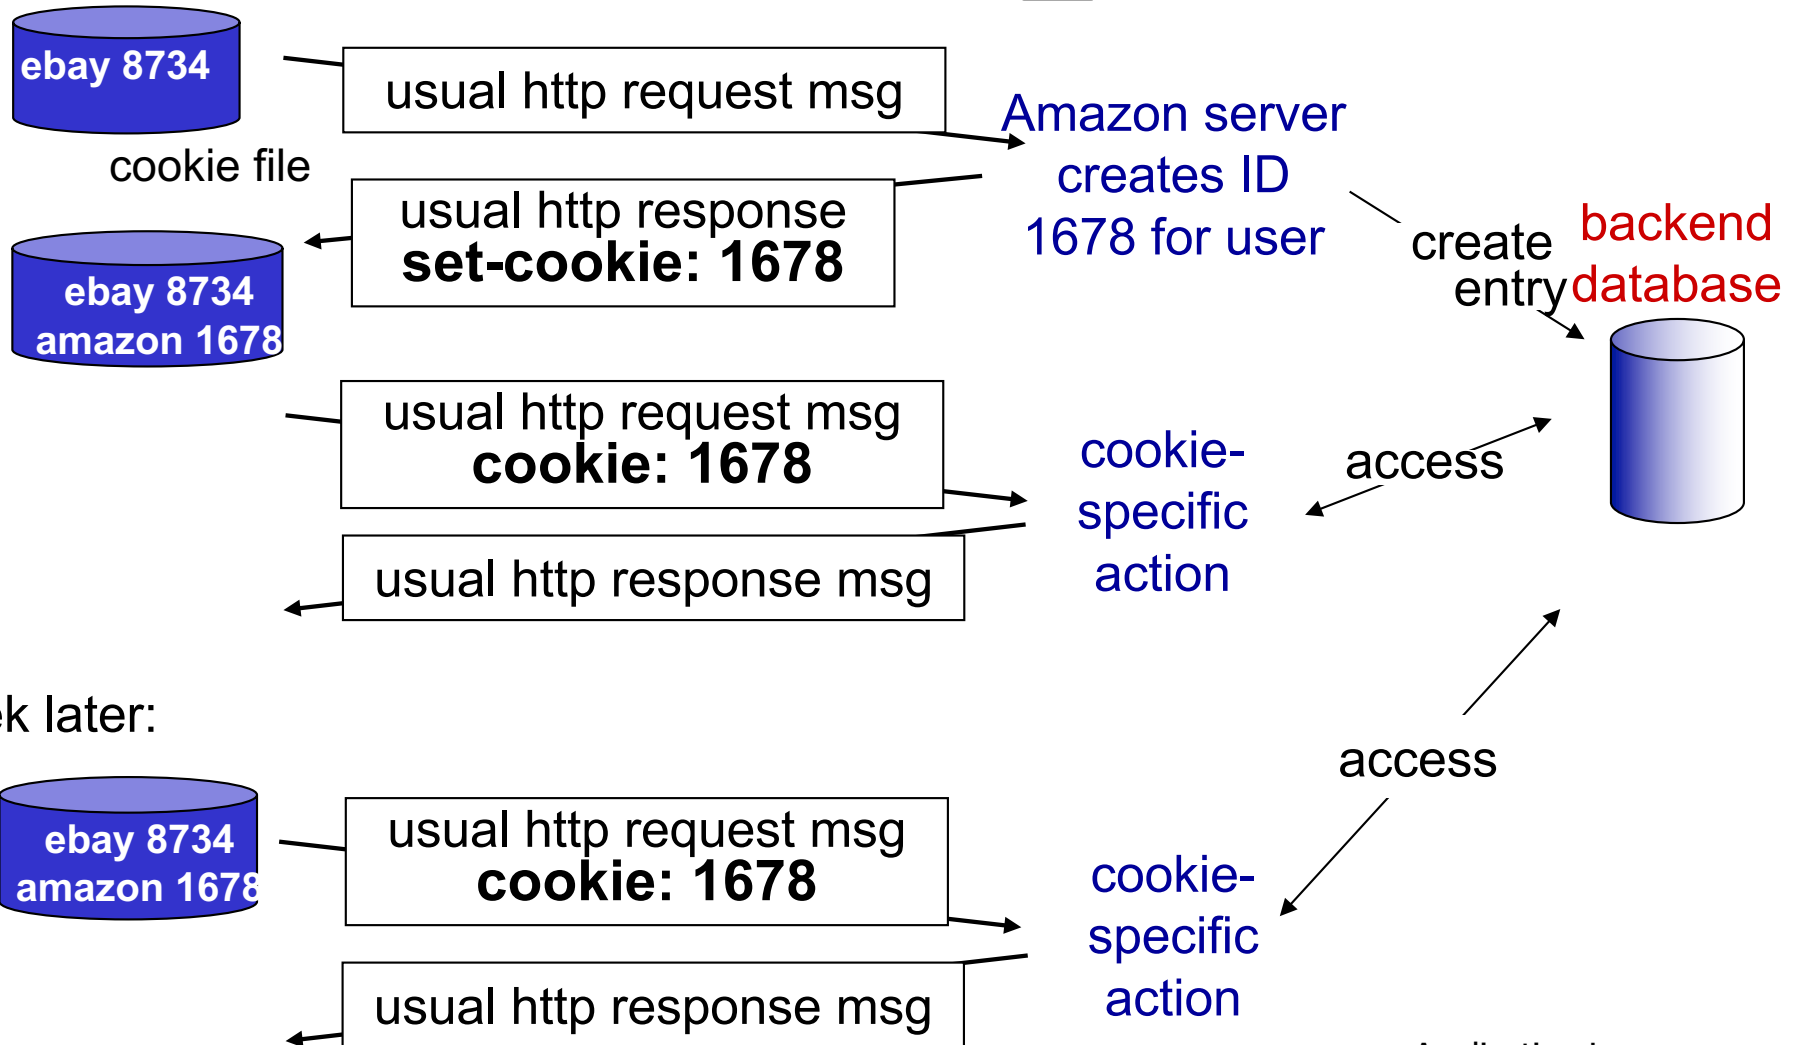 ebay 8734
usual http request msg
cookie file
Amazon server
creates ID
1678 for user
usual http response
set-cookie: 1678
create
entry
backend
database
ebay 8734
amazon 1678
usual http request msg
cookie: 1678
cookie-
specific
action
access
usual http response msg
later:
access
ebay 8734
amazon 1678
usual http request msg
cookie: 1678
cookie-
specific
action
usual http response msg